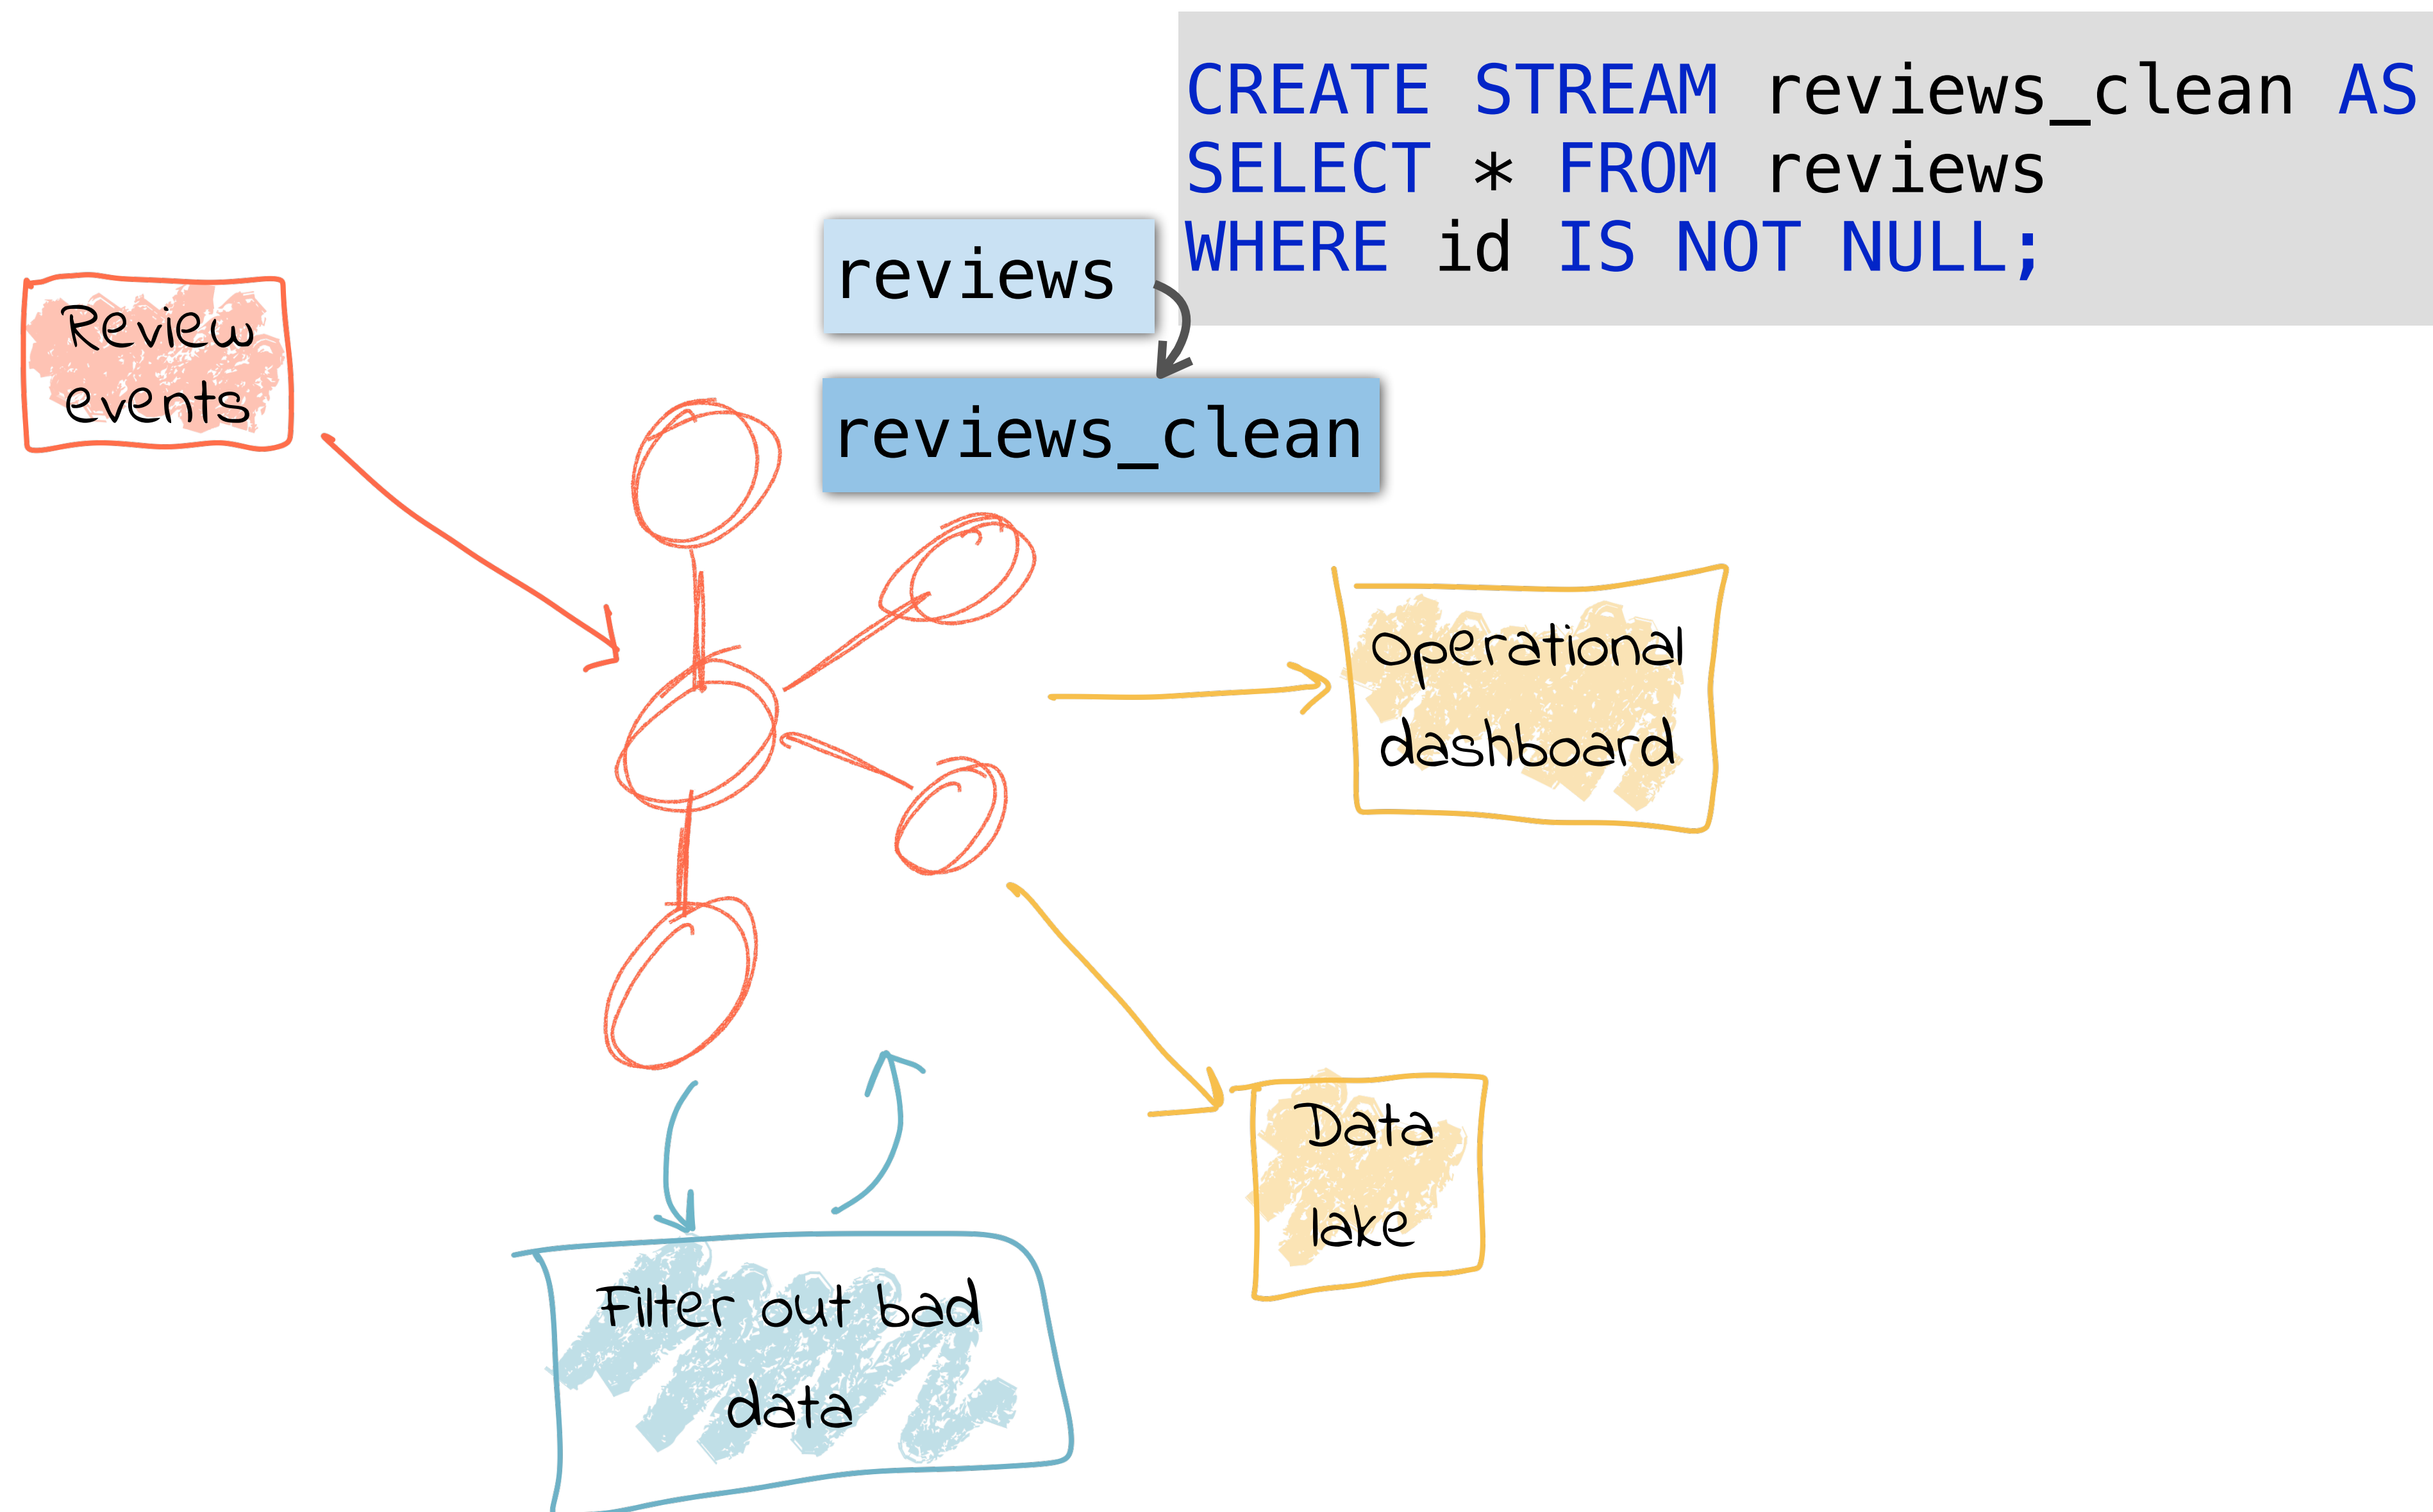 CREATE STREAM reviews_clean AS
SELECT * FROM reviews
WHERE id IS NOT NULL;
reviews
reviews_clean
Review
events
Operational
dashboard
Data
lake
Filter out bad
data